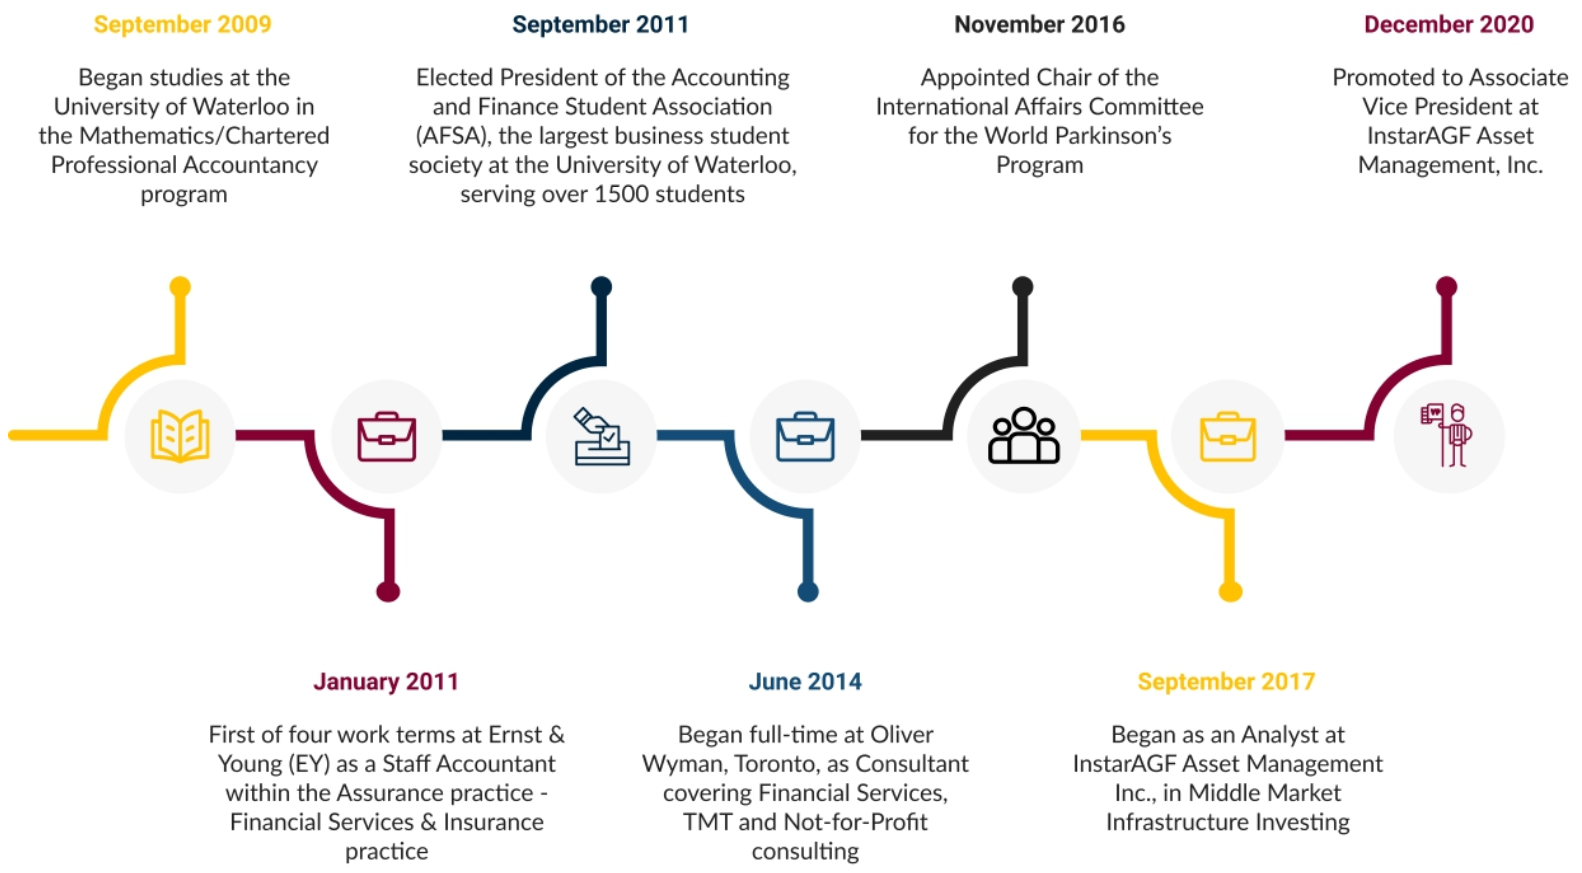 September 2009
Began studies at the
University of Waterloo in
the Mathematics/Chartered
Professional Accountancy
program
September 2011
Elected President of the Accounting
and Finance Student Association
(AFSA), the largest business student
society at the University of Waterloo,
serving over 1500 students
November 2016
Appointed Chair of the
International Affairs Committee
for the World Parkinson's
Program
December 2020
Promoted to Associate
Vice President at
InstarAGF Asset
Management, Inc.
VP
January 2011
First of four work terms at Ernst &
Young (EY) as a Staff Accountant
within the Assurance practice -
Financial Services & Insurance
practice
June 2014
Began full-time at Oliver
Wyman, Toronto, as Consultant
covering Financial Services,
TMT and Not-for-Profit
consulting
September 2017
Began as an Analyst at
InstarAGF Asset Management
Inc., in Middle Market
Infrastructure Investing